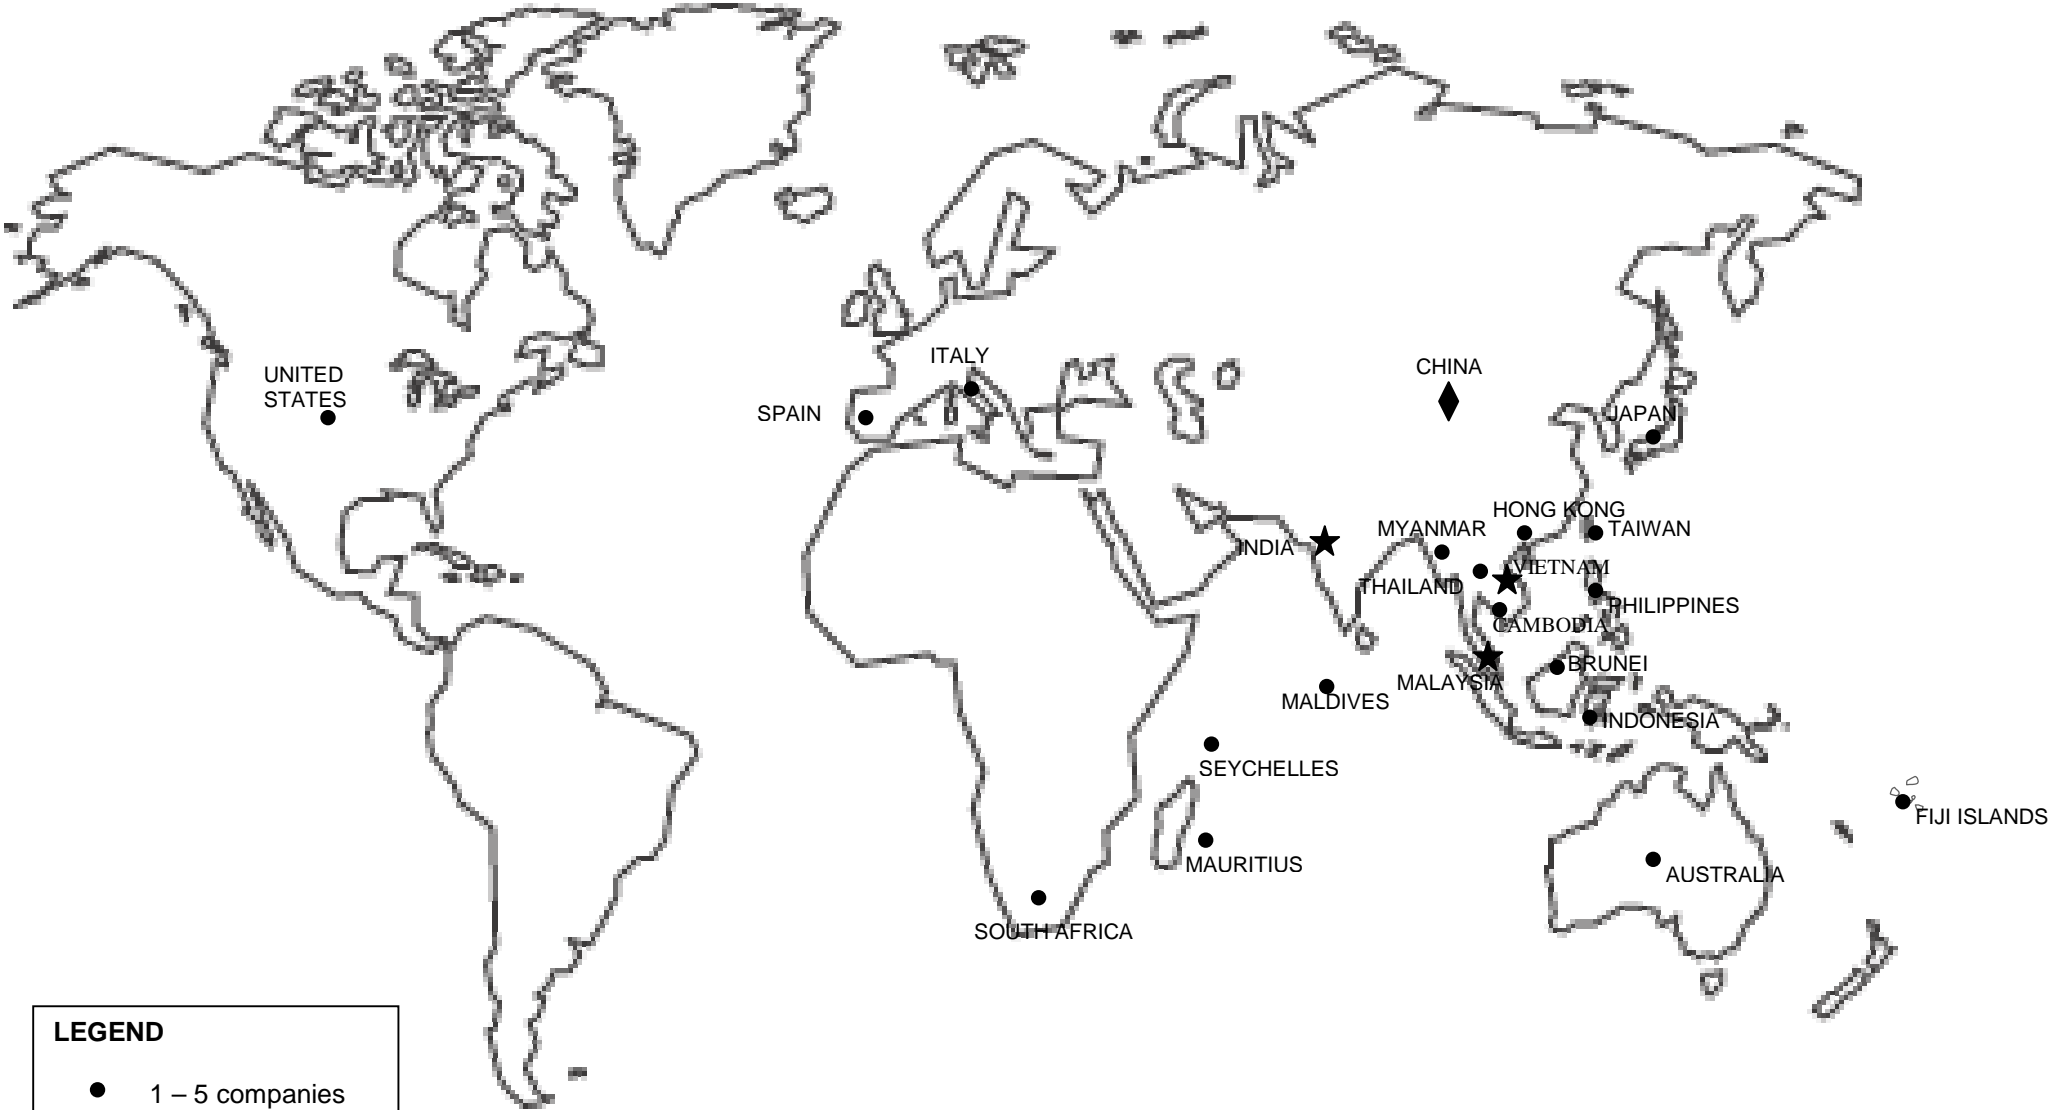 ITALY
UNITED
STATES
SPAIN
CHINA
JAPAN
HONG KONG
MYANMAR
TAIWAN
INDIA
VIETNAM
THAILAND
PHILIPPINES
CAMBODIA
BRUNEI
MALAYSIA
MALDIVES
INDONESIA
SEYCHELLES
FIJI ISLANDS
MAURITIUS
AUSTRALIA
SOUTH AFRICA
LEGEND
1 – 5 companies